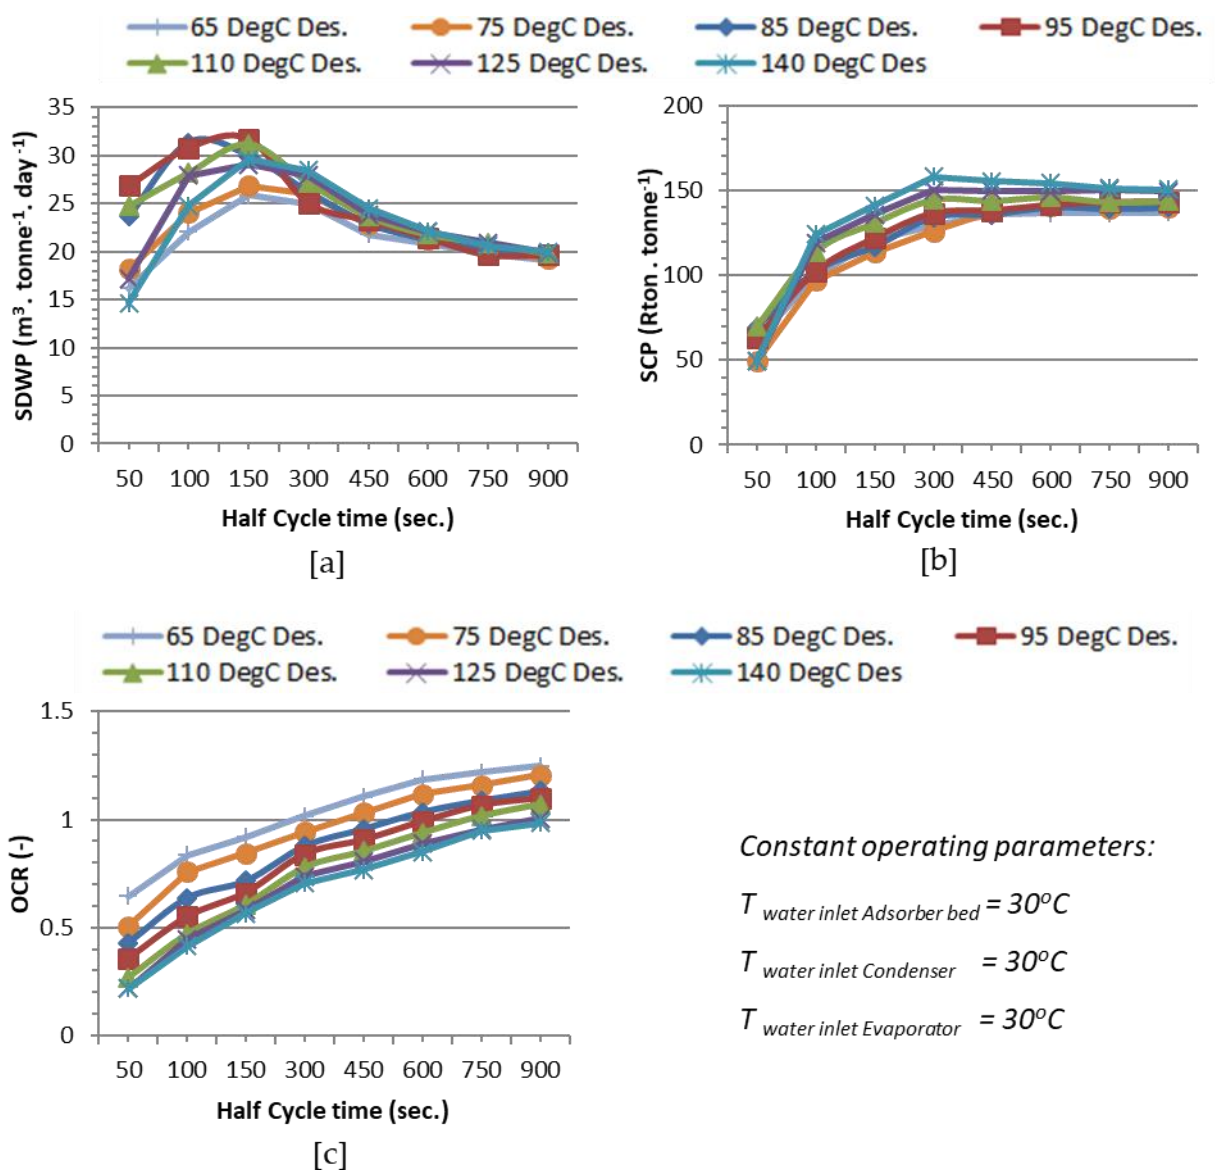 65 DegC Des. 75 DegC Des. 85 DegC Des. 95 DegC Des.
110 DegC Des. 125 DegC Des. 140 DegC Des
SDWP (m³ . tonne⁻¹. day ⁻¹)
35
30
25
20
15
10
5
0
50 100 150 300 450 600 750 900
Half Cycle time (sec.)
[a]
SCP (Rton . tonne⁻¹)
200
150
100
50
0
50 100 150 300 450 600 750 900
Half Cycle time (sec.)
[b]
65 DegC Des. 75 DegC Des. 85 DegC Des. 95 DegC Des.
110 DegC Des. 125 DegC Des. 140 DegC Des
OCR (-)
1.5
1
0.5
0
50 100 150 300 450 600 750 900
Half Cycle time (sec.)
[c]
Constant operating parameters:
T water inlet Adsorber bed = 30°C
T water inlet Condenser = 30°C
T water inlet Evaporator = 30°C